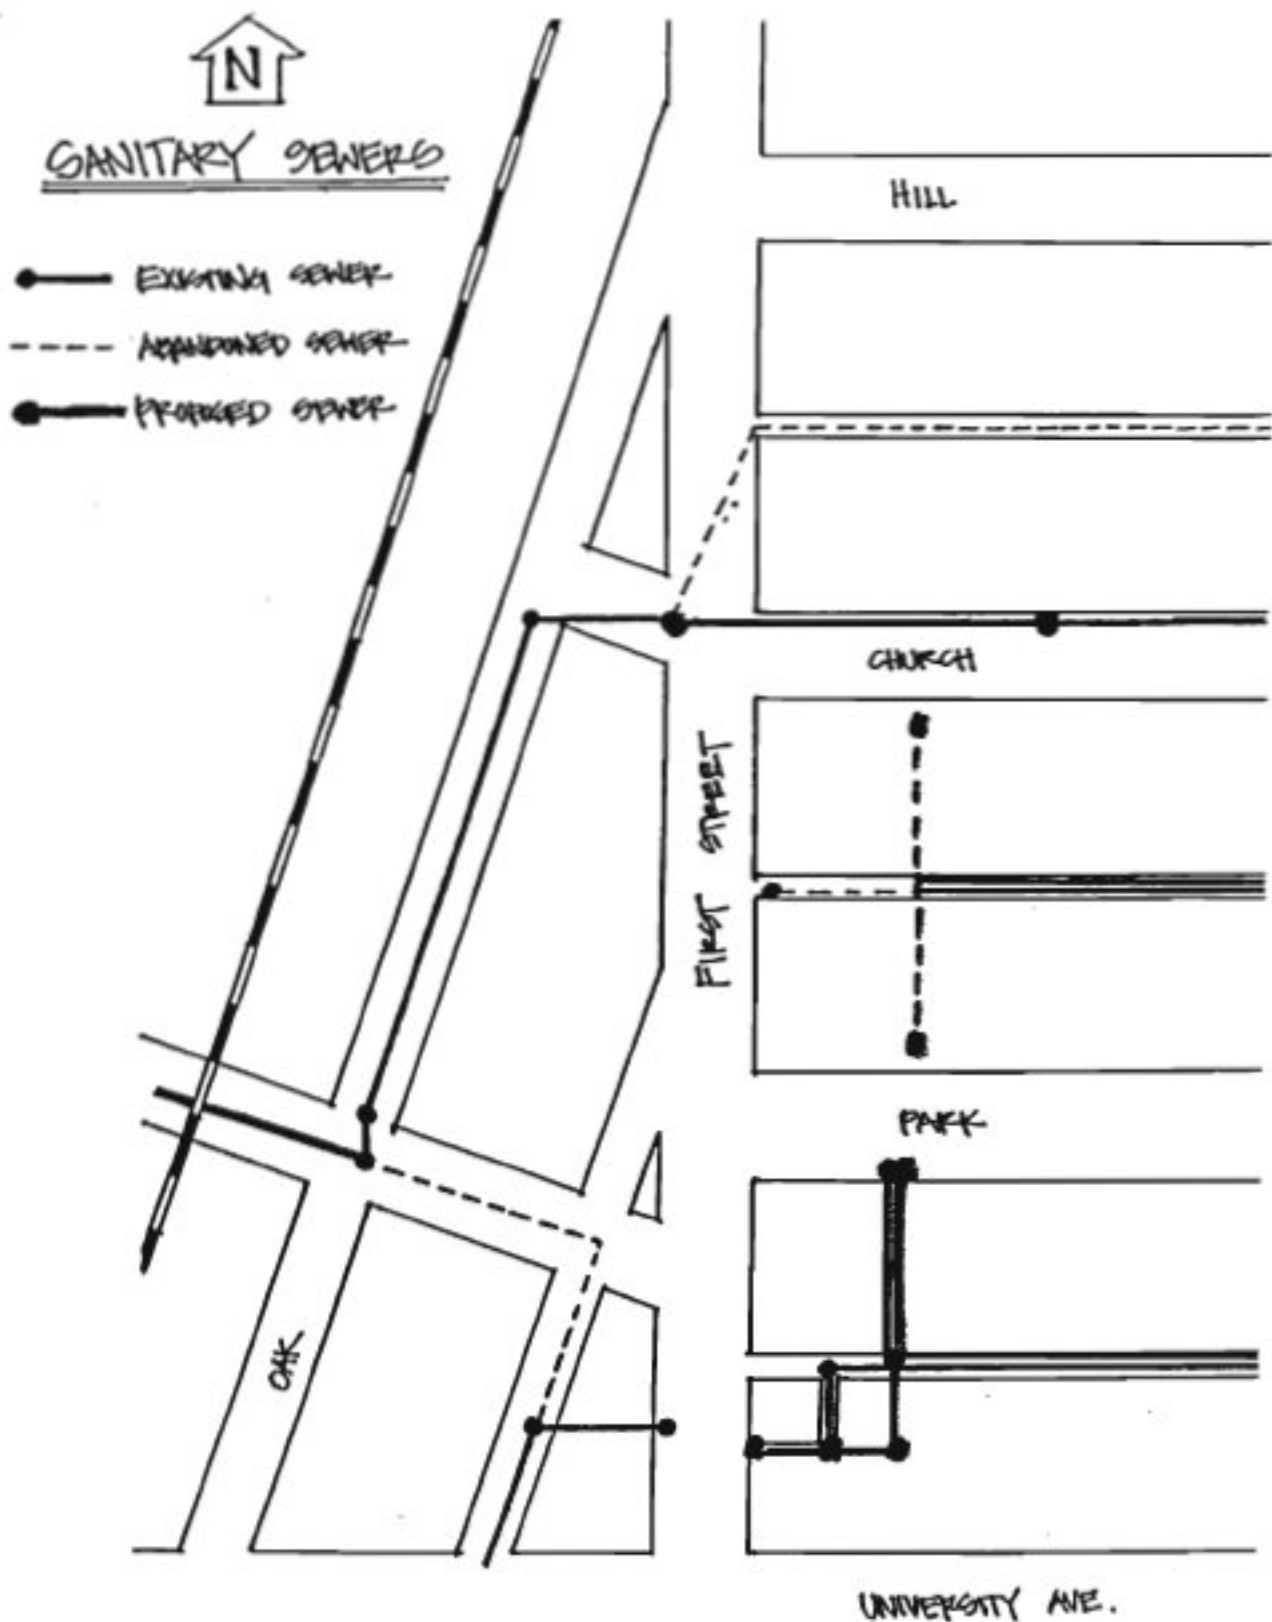 N
SANITARY SEWERS
EXISTING SEWER
ABANDONED SEWER
PROPOSED SEWER
HILL
CHURCH
FIRST STREET
PARK
OAK
UNIVERSITY AVE.